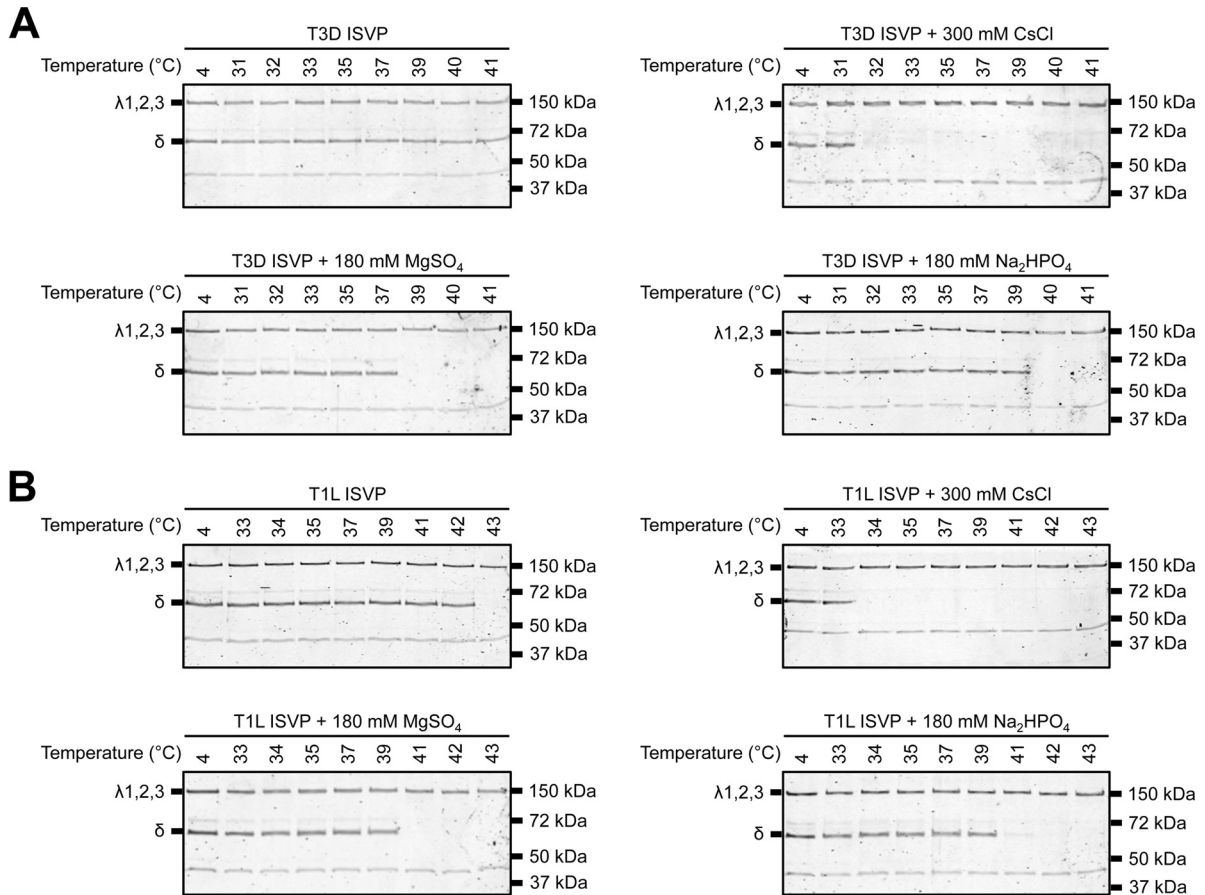 A
T3D ISVP
Temperature (°C) 4 31 32 33 35 37 39 40 41
λ1,2,3 150 kDa
72 kDa
δ
50 kDa
37 kDa
T3D ISVP + 300 mM CsCl
Temperature (°C) 4 31 32 33 35 37 39 40 41
λ1,2,3 150 kDa
72 kDa
δ
50 kDa
37 kDa
T3D ISVP + 180 mM MgSO₄
Temperature (°C) 4 31 32 33 35 37 39 40 41
λ1,2,3 150 kDa
72 kDa
δ
50 kDa
37 kDa
T3D ISVP + 180 mM Na₂HPO₄
Temperature (°C) 4 31 32 33 35 37 39 40 41
λ1,2,3 150 kDa
72 kDa
δ
50 kDa
37 kDa
B
T1L ISVP
Temperature (°C) 4 33 34 35 37 39 41 42 43
λ1,2,3 150 kDa
72 kDa
δ
50 kDa
37 kDa
T1L ISVP + 300 mM CsCl
Temperature (°C) 4 33 34 35 37 39 41 42 43
λ1,2,3 150 kDa
72 kDa
δ
50 kDa
37 kDa
T1L ISVP + 180 mM MgSO₄
Temperature (°C) 4 33 34 35 37 39 41 42 43
λ1,2,3 150 kDa
72 kDa
δ
50 kDa
37 kDa
T1L ISVP + 180 mM Na₂HPO₄
Temperature (°C) 4 33 34 35 37 39 41 42 43
λ1,2,3 150 kDa
72 kDa
δ
50 kDa
37 kDa